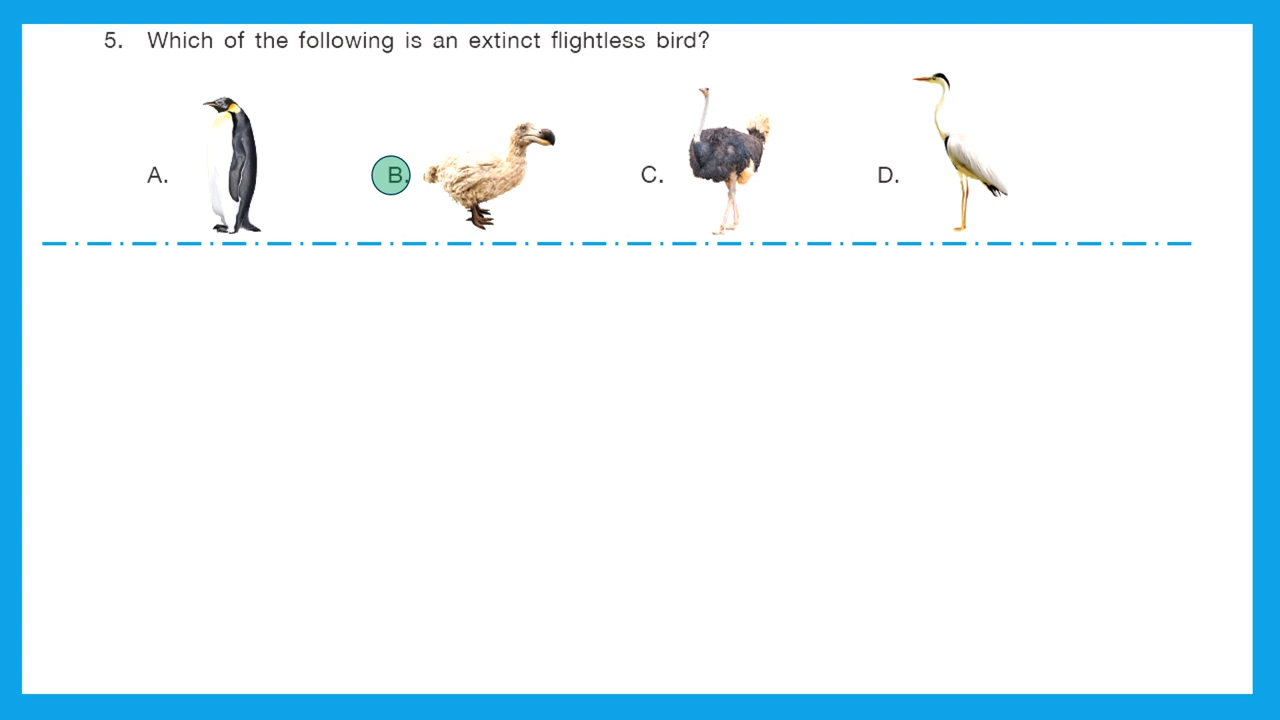 5. Which of the following is an extinct flightless bird?
A. B. C. D.